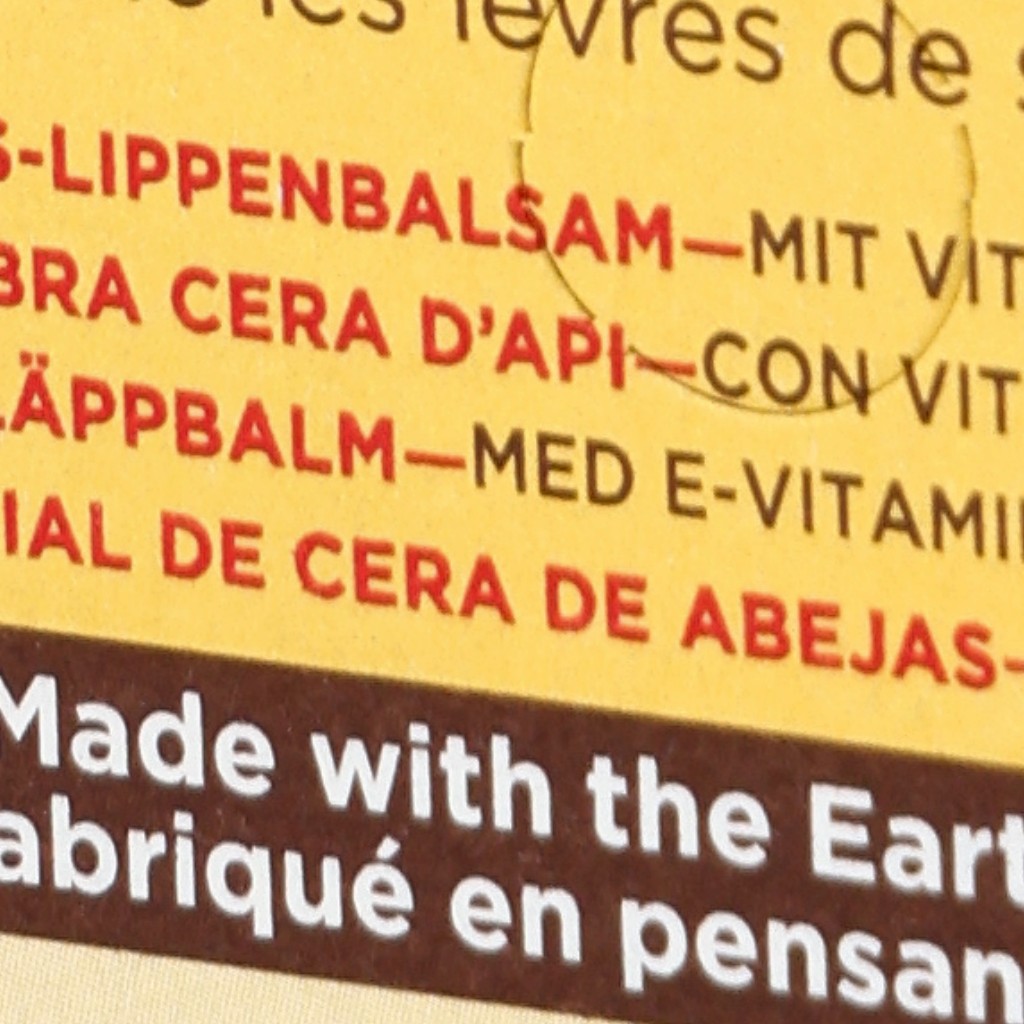 les lèvres de s
S-LIPPENBALSAM—MIT VIT
BRA CERA D'API—CON VIT
LÄPPBALM—MED E-VITAMI
IAL DE CERA DE ABEJAS-
Made with the Eart
abriqué en pensan